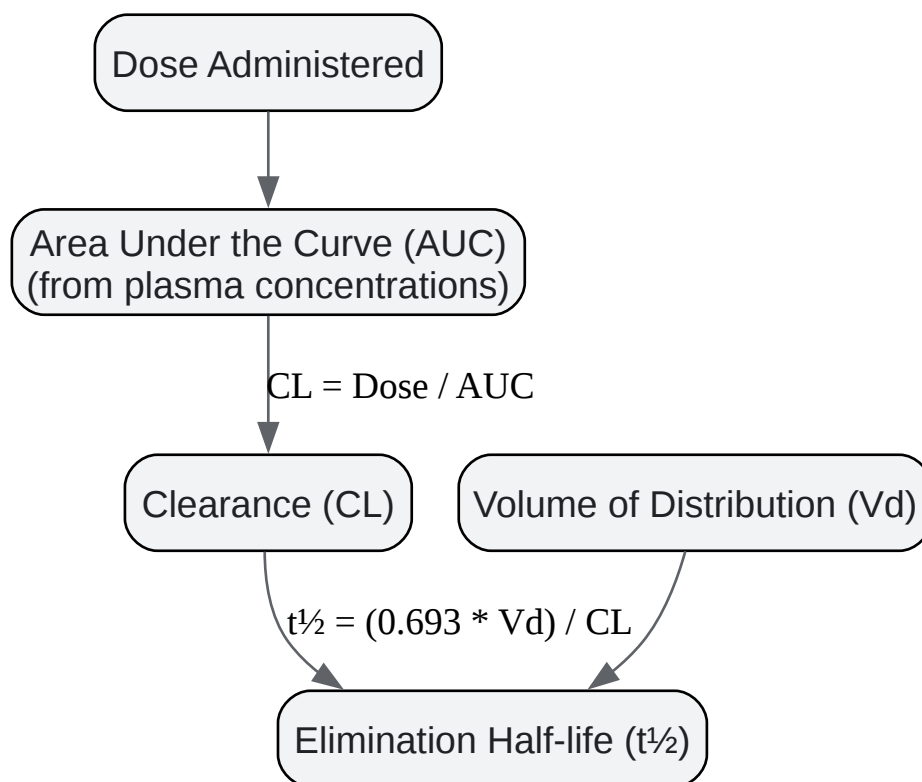 Dose Administered
Area Under the Curve (AUC)
(from plasma concentrations)
CL = Dose / AUC
Clearance (CL)
Volume of Distribution (Vd)
t½ = (0.693 * Vd) / CL
Elimination Half-life (t½)